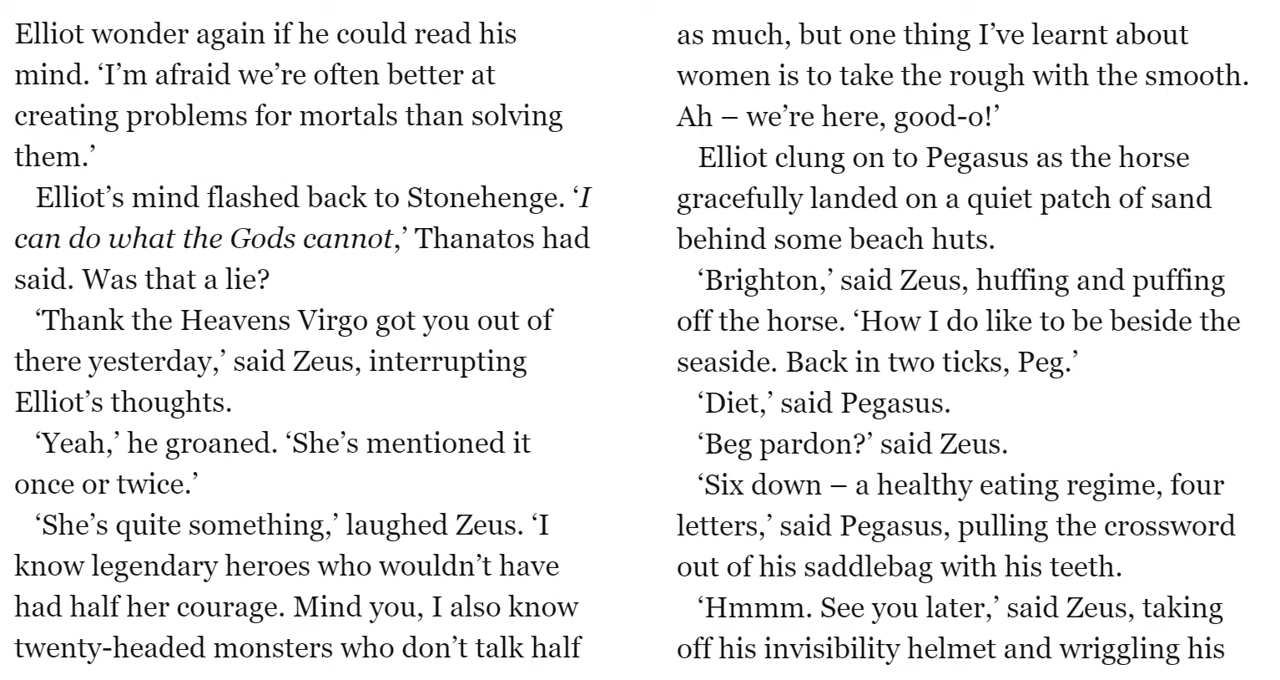 Elliot wonder again if he could read his
mind. ‘I’m afraid we’re often better at
creating problems for mortals than solving
them.’
Elliot’s mind flashed back to Stonehenge. ‘I
can do what the Gods cannot,’ Thanatos had
said. Was that a lie?
‘Thank the Heavens Virgo got you out of
there yesterday,’ said Zeus, interrupting
Elliot’s thoughts.
‘Yeah,’ he groaned. ‘She’s mentioned it
once or twice.’
‘She’s quite something,’ laughed Zeus. ‘I
know legendary heroes who wouldn’t have
had half her courage. Mind you, I also know
twenty-headed monsters who don’t talk half
as much, but one thing I’ve learnt about
women is to take the rough with the smooth.
Ah – we’re here, good-o!’
Elliot clung on to Pegasus as the horse
gracefully landed on a quiet patch of sand
behind some beach huts.
‘Brighton,’ said Zeus, huffing and puffing
off the horse. ‘How I do like to be beside the
seaside. Back in two ticks, Peg.’
‘Diet,’ said Pegasus.
‘Beg pardon?’ said Zeus.
‘Six down – a healthy eating regime, four
letters,’ said Pegasus, pulling the crossword
out of his saddlebag with his teeth.
‘Hmmm. See you later,’ said Zeus, taking
off his invisibility helmet and wriggling his